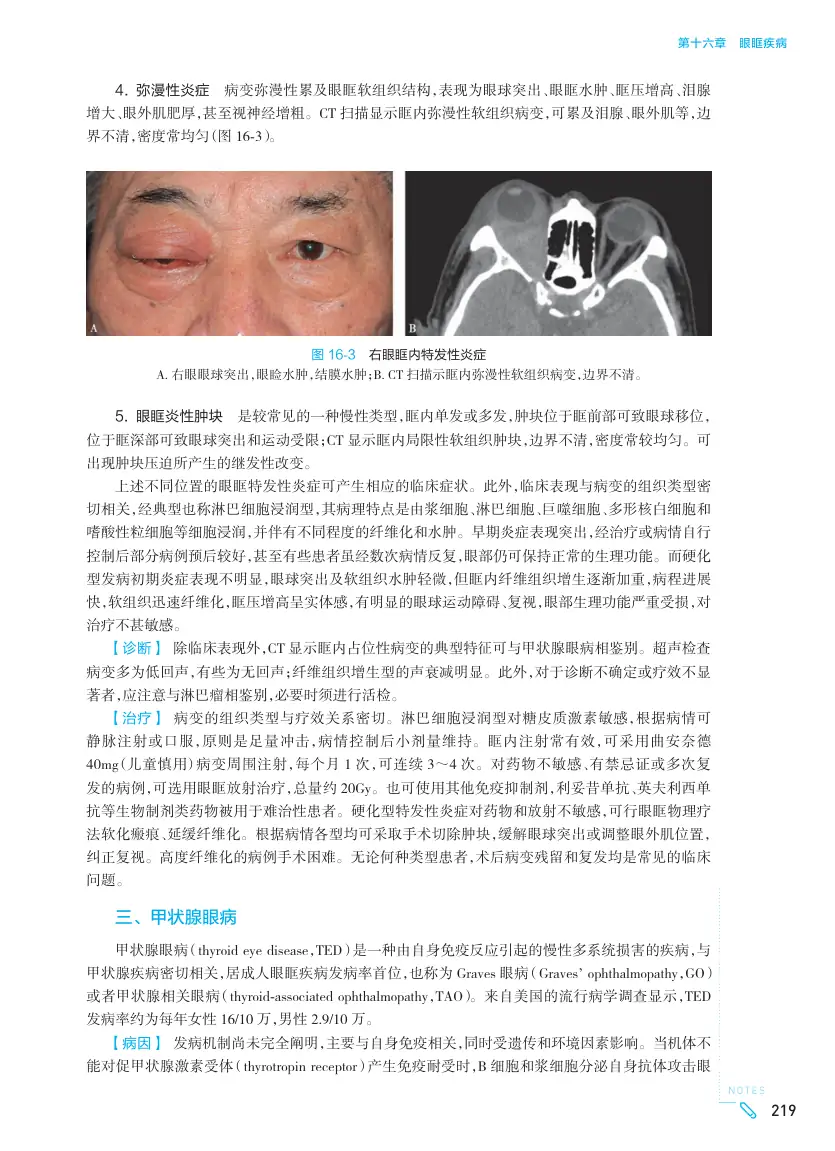 第十六章 眼眶疾病
4. 弥漫性炎症 病变弥漫性累及眼眶软组织结构,表现为眼球突出、眼眶水肿、眶压增高、泪腺
增大、眼外肌肥厚,甚至视神经增粗。CT 扫描显示眶内弥漫性软组织病变,可累及泪腺、眼外肌等,边
界不清,密度常均匀(图 16-3)。
A
B
图 16-3 右眼眶内特发性炎症
A. 右眼眼球突出,眼睑水肿,结膜水肿;B. CT 扫描示眶内弥漫性软组织病变,边界不清。
5. 眼眶炎性肿块 是较常见的一种慢性类型,眶内单发或多发,肿块位于眶前部可致眼球移位,
位于眶深部可致眼球突出和运动受限;CT 显示眶内局限性软组织肿块,边界不清,密度常较均匀。可
出现肿块压迫所产生的继发性改变。
上述不同位置的眼眶特发性炎症可产生相应的临床症状。此外,临床表现与病变的组织类型密
切相关,经典型也称淋巴细胞浸润型,其病理特点是由浆细胞、淋巴细胞、巨噬细胞、多形核白细胞和
嗜酸性粒细胞等细胞浸润,并伴有不同程度的纤维化和水肿。早期炎症表现突出,经治疗或病情自行
控制后部分病例预后较好,甚至有些患者虽经数次病情反复,眼部仍可保持正常的生理功能。而硬化
型发病初期炎症表现不明显,眼球突出及软组织水肿轻微,但眶内纤维组织增生逐渐加重,病程进展
快,软组织迅速纤维化,眶压增高呈实体感,有明显的眼球运动障碍、复视,眼部生理功能严重受损,对
治疗不甚敏感。
【诊断】 除临床表现外,CT 显示眶内占位性病变的典型特征可与甲状腺眼病相鉴别。超声检查
病变多为低回声,有些为无回声;纤维组织增生型的声衰减明显。此外,对于诊断不确定或疗效不显
著者,应注意与淋巴瘤相鉴别,必要时须进行活检。
【治疗】 病变的组织类型与疗效关系密切。淋巴细胞浸润型对糖皮质激素敏感,根据病情可
静脉注射或口服,原则是足量冲击,病情控制后小剂量维持。眶内注射常有效,可采用曲安奈德
40mg(儿童慎用)病变周围注射,每个月 1 次,可连续 3～4 次。对药物不敏感、有禁忌证或多次复
发的病例,可选用眼眶放射治疗,总量约 20Gy。也可使用其他免疫抑制剂,利妥昔单抗、英夫利西单
抗等生物制剂类药物被用于难治性患者。硬化型特发性炎症对药物和放射不敏感,可行眼眶物理疗
法软化瘢痕、延缓纤维化。根据病情各型均可采取手术切除肿块,缓解眼球突出或调整眼外肌位置,
纠正复视。高度纤维化的病例手术困难。无论何种类型患者,术后病变残留和复发均是常见的临床
问题。
三、甲状腺眼病
甲状腺眼病(thyroid eye disease,TED)是一种由自身免疫反应引起的慢性多系统损害的疾病,与
甲状腺疾病密切相关,居成人眼眶疾病发病率首位,也称为 Graves 眼病(Graves’ ophthalmopathy,GO)
或者甲状腺相关眼病(thyroid-associated ophthalmopathy,TAO)。来自美国的流行病学调查显示,TED
发病率约为每年女性 16/10 万,男性 2.9/10 万。
【病因】 发病机制尚未完全阐明,主要与自身免疫相关,同时受遗传和环境因素影响。当机体不
能对促甲状腺激素受体(thyrotropin receptor)产生免疫耐受时,B 细胞和浆细胞分泌自身抗体攻击眼
NOTES
219